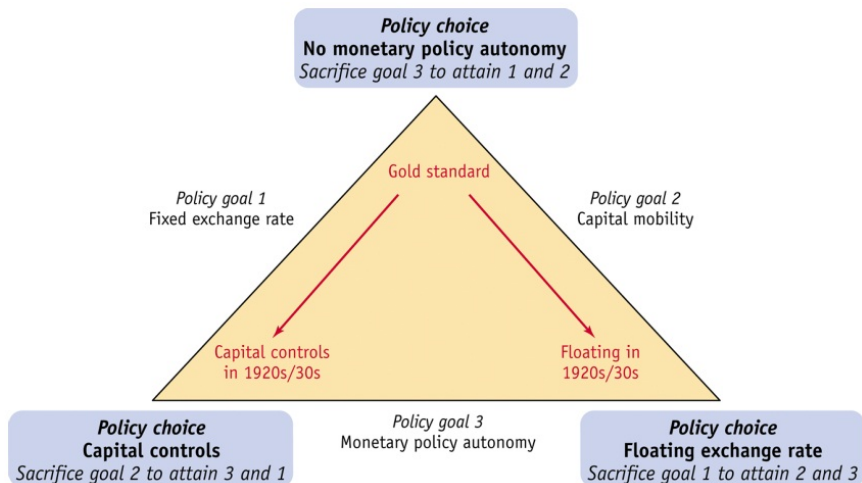 Policy choice
No monetary policy autonomy
Sacrifice goal 3 to attain 1 and 2
Gold standard
Policy goal 1
Fixed exchange rate
Policy goal 2
Capital mobility
Capital controls
in 1920s/30s
Floating in
1920s/30s
Policy choice
Capital controls
Sacrifice goal 2 to attain 3 and 1
Policy goal 3
Monetary policy autonomy
Policy choice
Floating exchange rate
Sacrifice goal 1 to attain 2 and 3